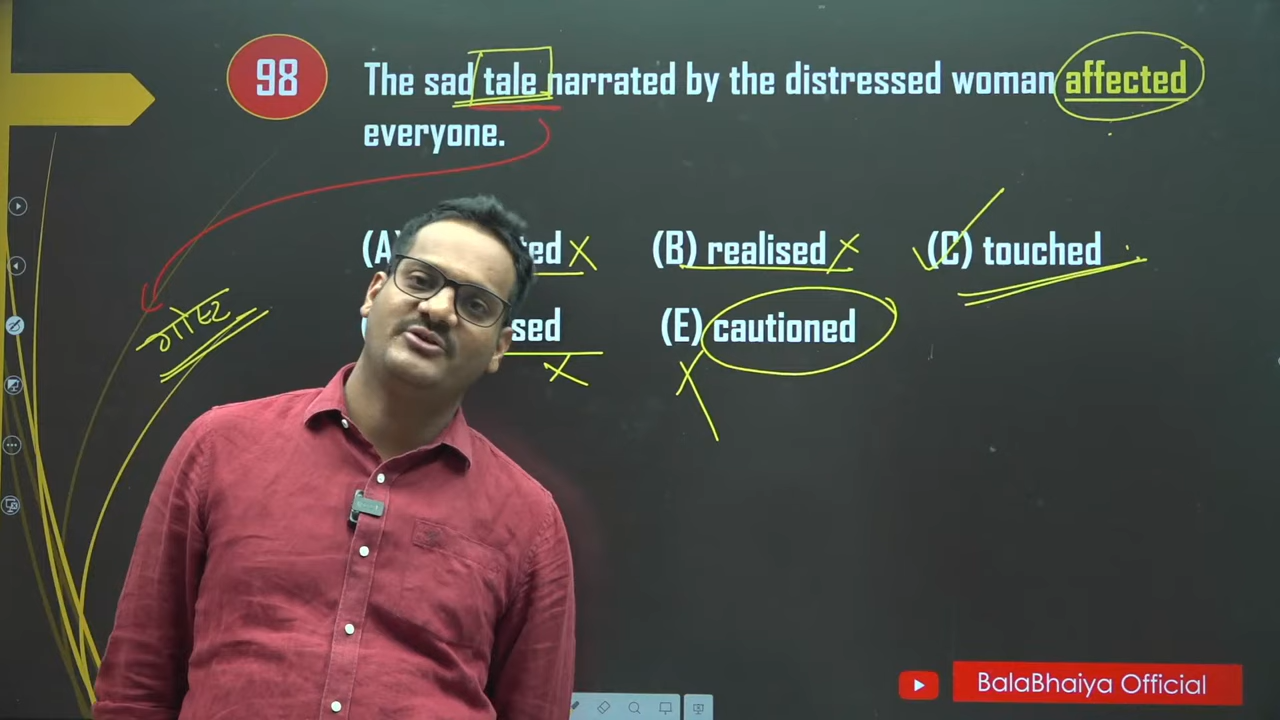 98
The sad tale narrated by the distressed woman affected
everyone.
(B) realised
(C) touched
(E) cautioned
BalaBhaiya Official